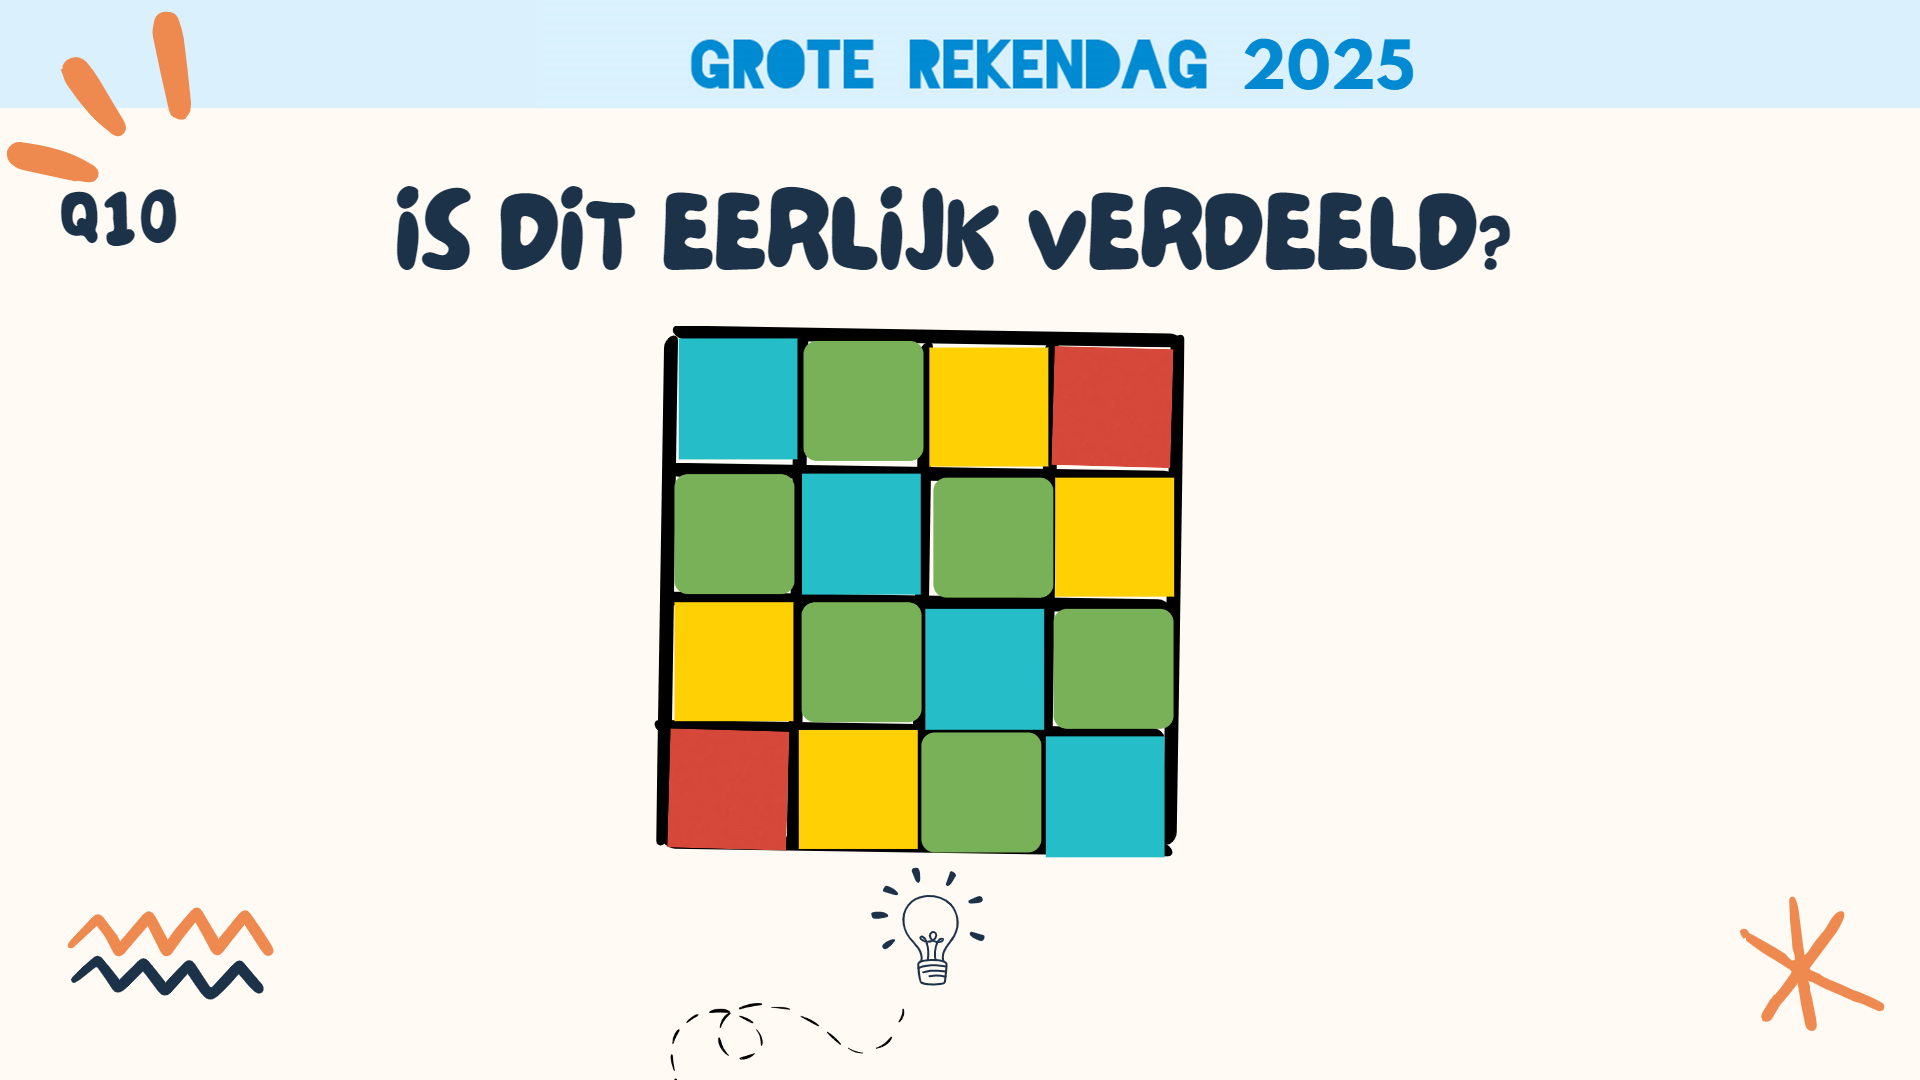 GROTE REKENDAG 2025
Q10
iS DiT EERLiJK VERDEELD?